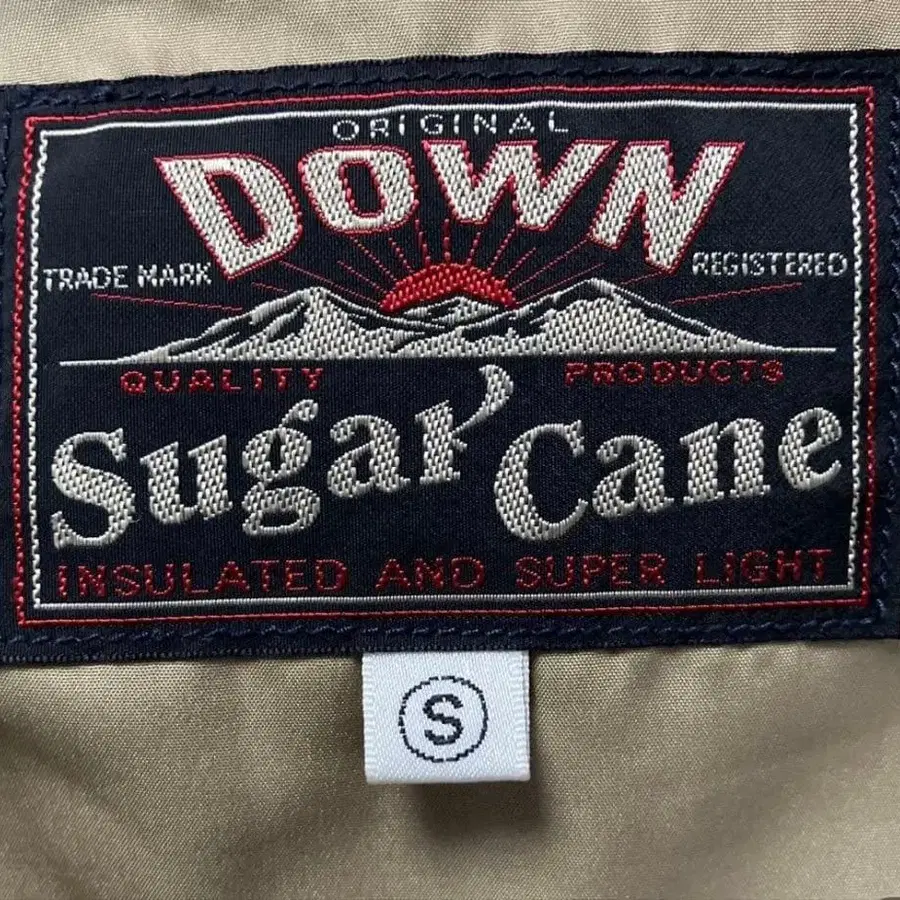 ORIGINAL
DOWN
TRADE MARK REGISTERED
QUALITY PRODUCTS
Sugar Cane
INSULATED AND SUPER LIGHT
S